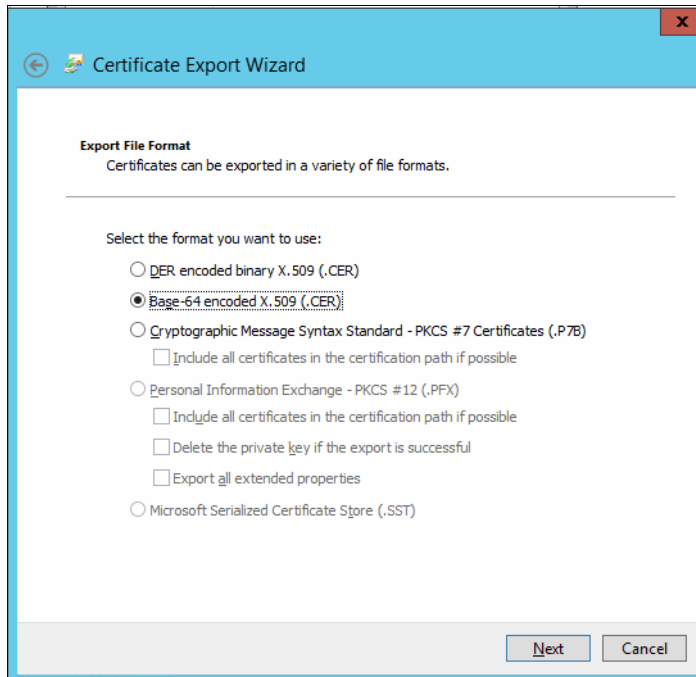 x
Certificate Export Wizard
Export File Format
Certificates can be exported in a variety of file formats.
Select the format you want to use:
DER encoded binary X.509 (.CER)
Base-64 encoded X.509 (.CER)
Cryptographic Message Syntax Standard - PKCS #7 Certificates (.P7B)
Include all certificates in the certification path if possible
Personal Information Exchange - PKCS #12 (.PFX)
Include all certificates in the certification path if possible
Delete the private key if the export is successful
Export all extended properties
Microsoft Serialized Certificate Store (.SST)
Next Cancel